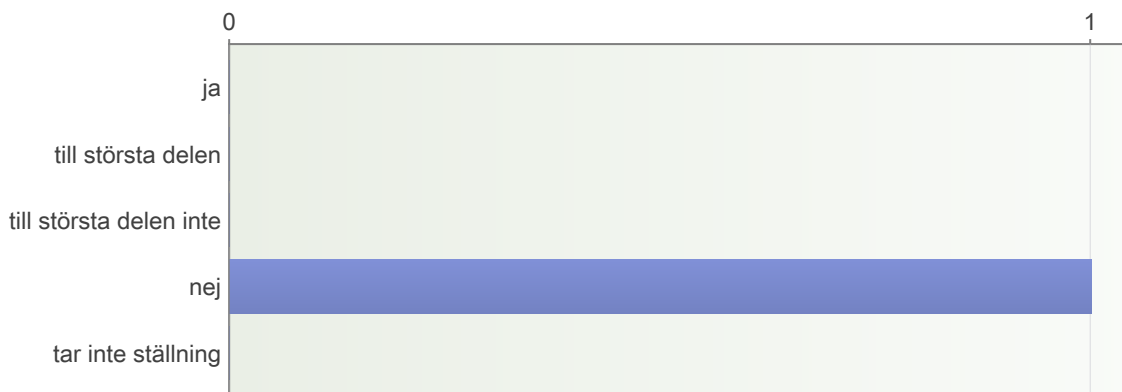 0 1
ja
till största delen
till största delen inte
nej
tar inte ställning